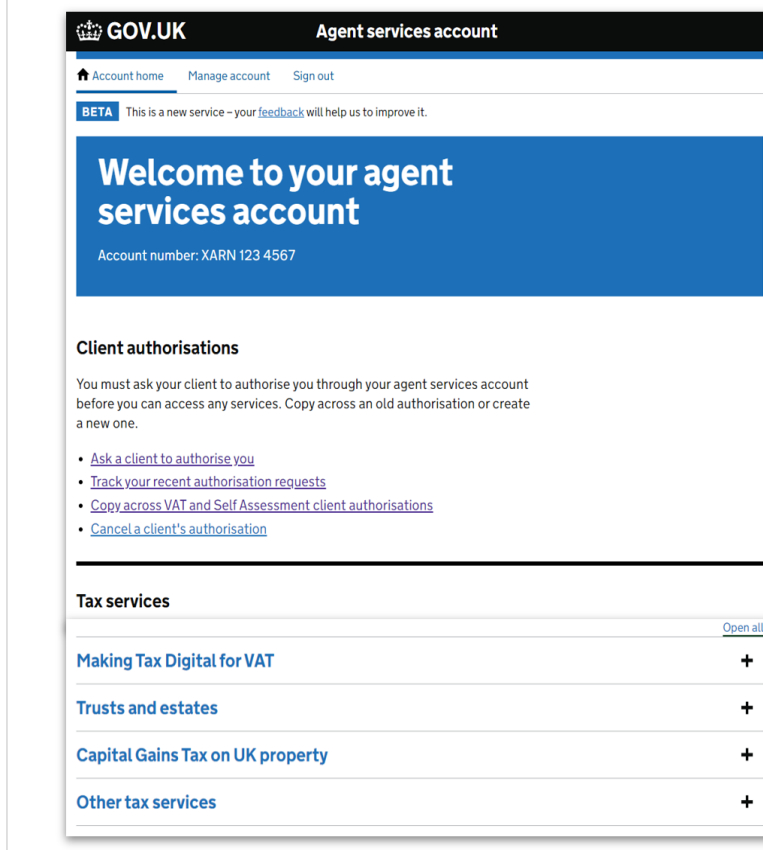 GOV.UK Agent services account
Account home Manage account Sign out
BETA This is a new service – your feedback will help us to improve it.
Welcome to your agent
services account
Account number: XARN 123 4567
Client authorisations
You must ask your client to authorise you through your agent services account
before you can access any services. Copy across an old authorisation or create
a new one.
• Ask a client to authorise you
• Track your recent authorisation requests
• Copy across VAT and Self Assessment client authorisations
• Cancel a client's authorisation
Tax services
Open all
Making Tax Digital for VAT +
Trusts and estates +
Capital Gains Tax on UK property +
Other tax services +